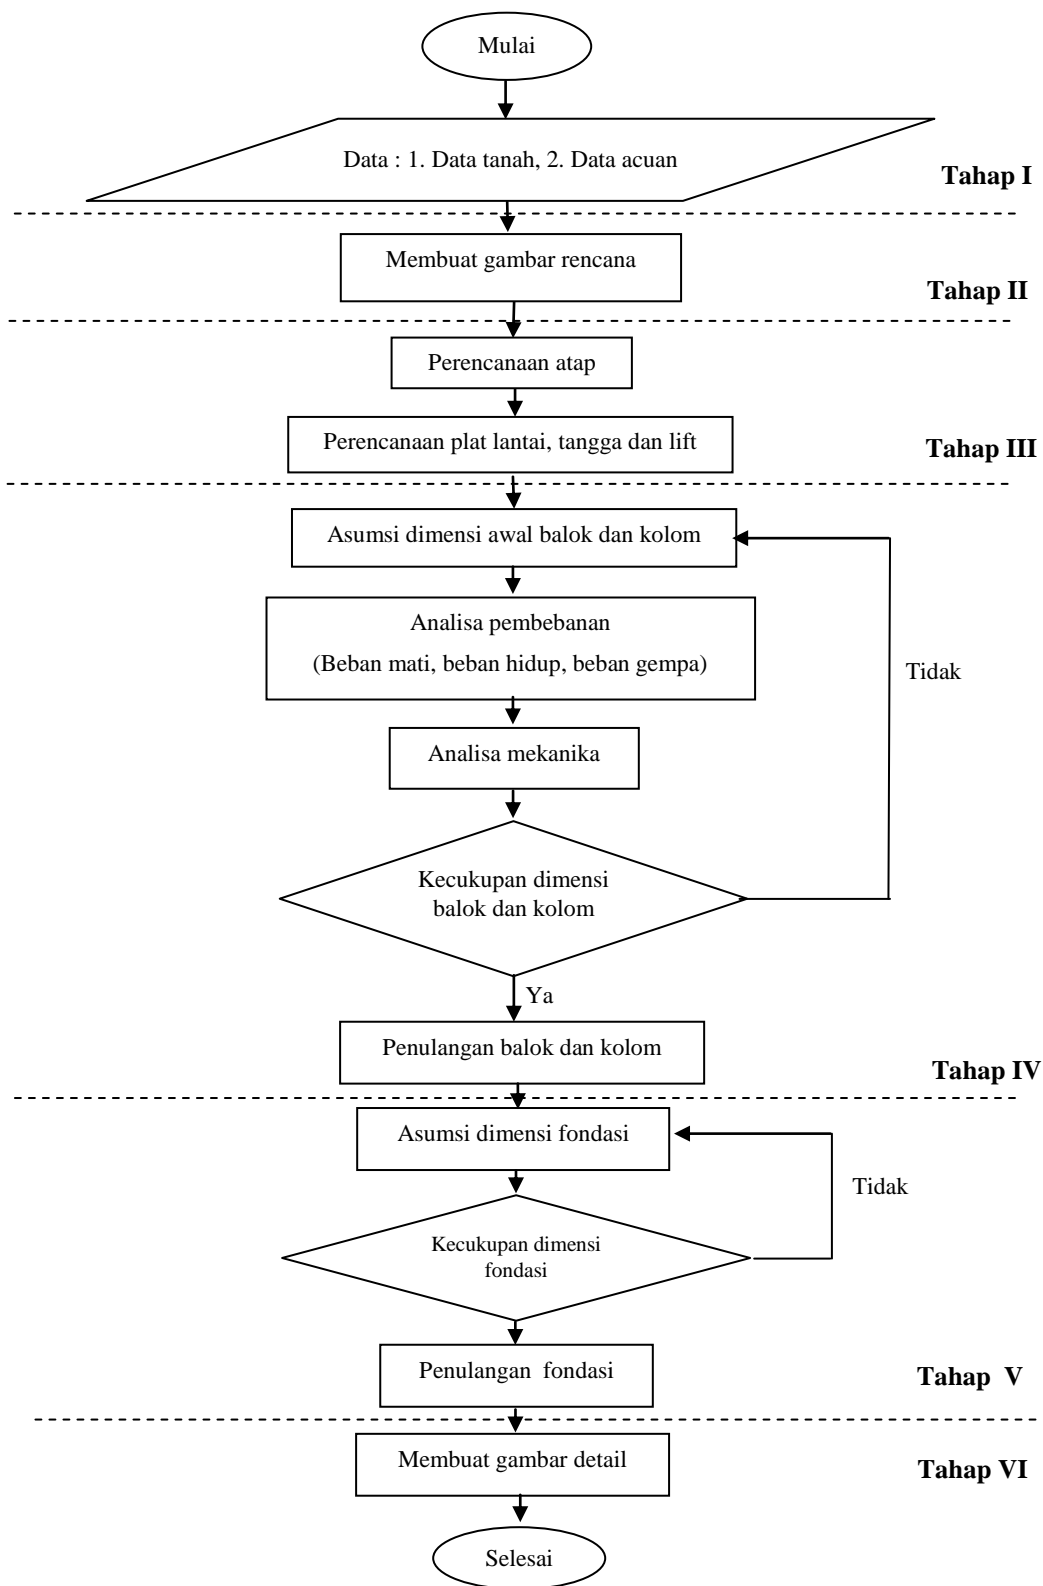 Mulai
Data : 1. Data tanah, 2. Data acuan
Tahap I
Membuat gambar rencana
Tahap II
Perencanaan atap
Perencanaan plat lantai, tangga dan lift
Tahap III
Asumsi dimensi awal balok dan kolom
Analisa pembebanan
(Beban mati, beban hidup, beban gempa)
Tidak
Analisa mekanika
Kecukupan dimensi
balok dan kolom
Ya
Penulangan balok dan kolom
Tahap IV
Asumsi dimensi fondasi
Tidak
Kecukupan dimensi
fondasi
Penulangan fondasi
Tahap V
Membuat gambar detail
Tahap VI
Selesai